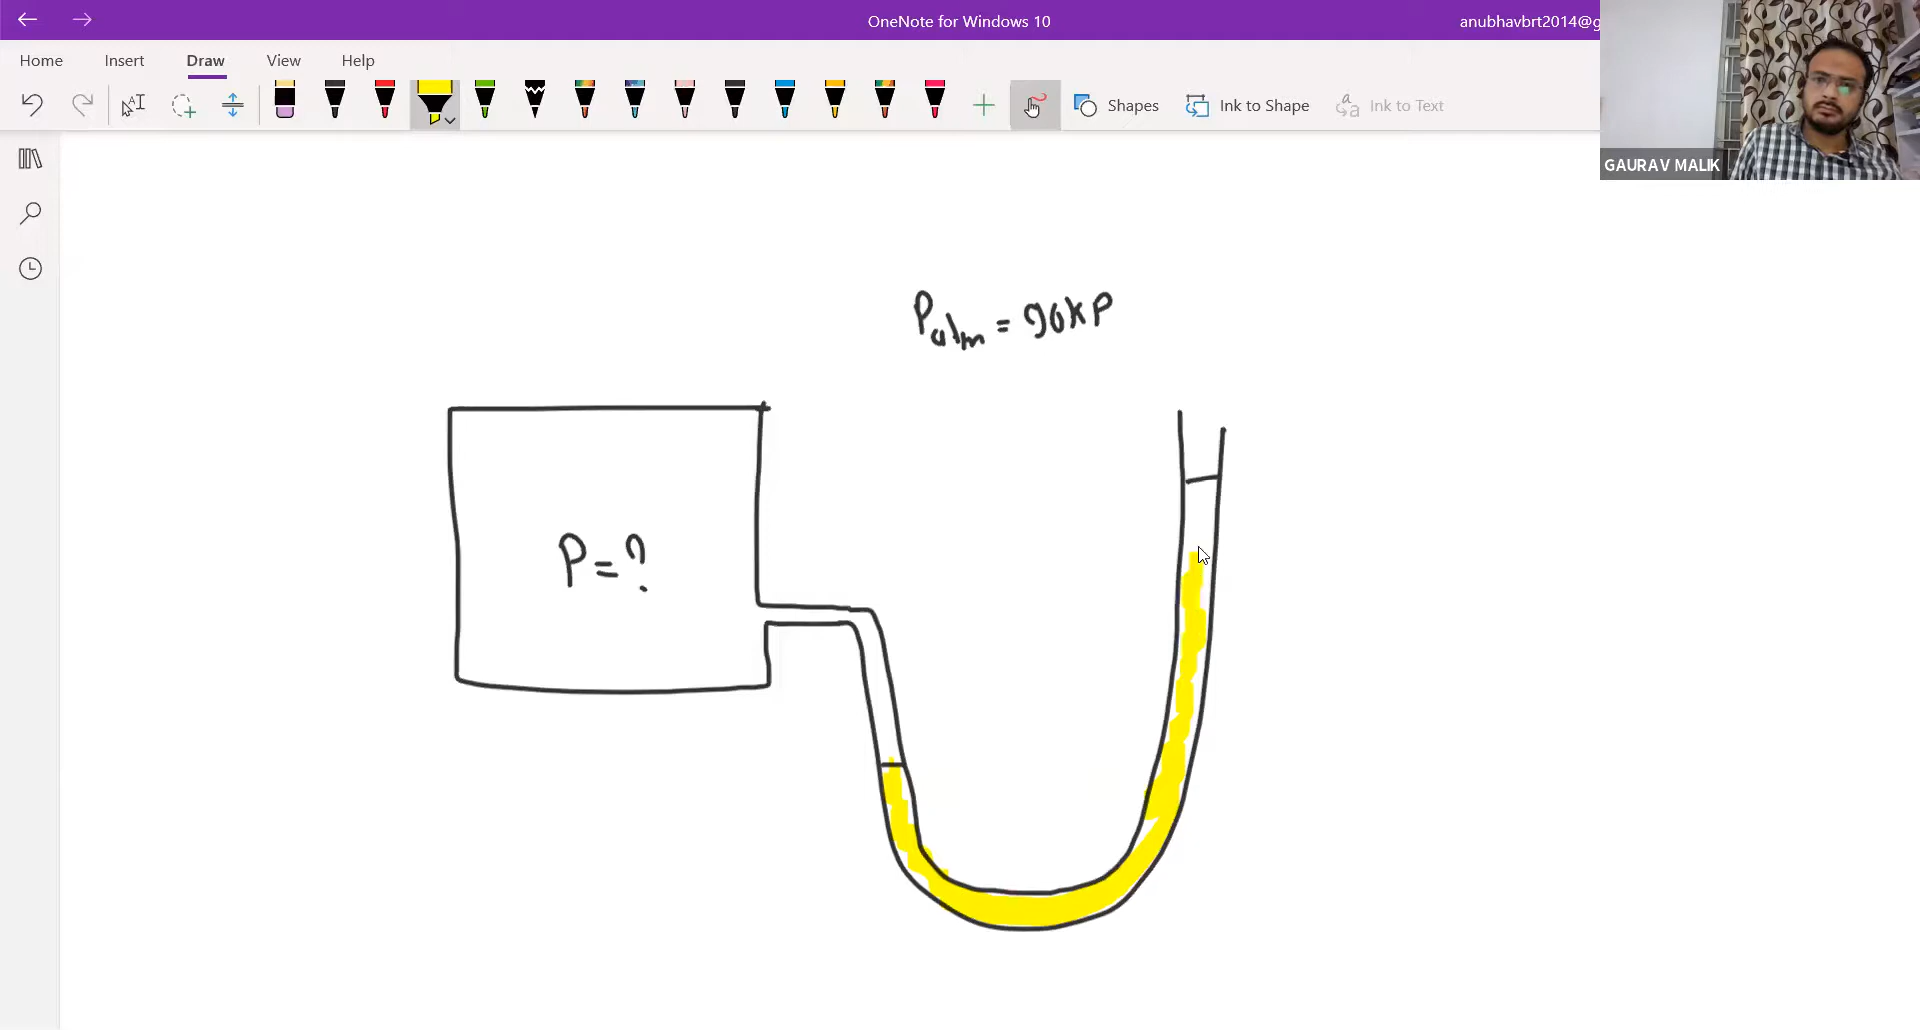 OneNote for Windows 10
anubhavbrt2014@g
Home Insert Draw View Help
Shapes Ink to Shape Ink to Text
GAURAV MALIK
Patm = 90KP
P = ?